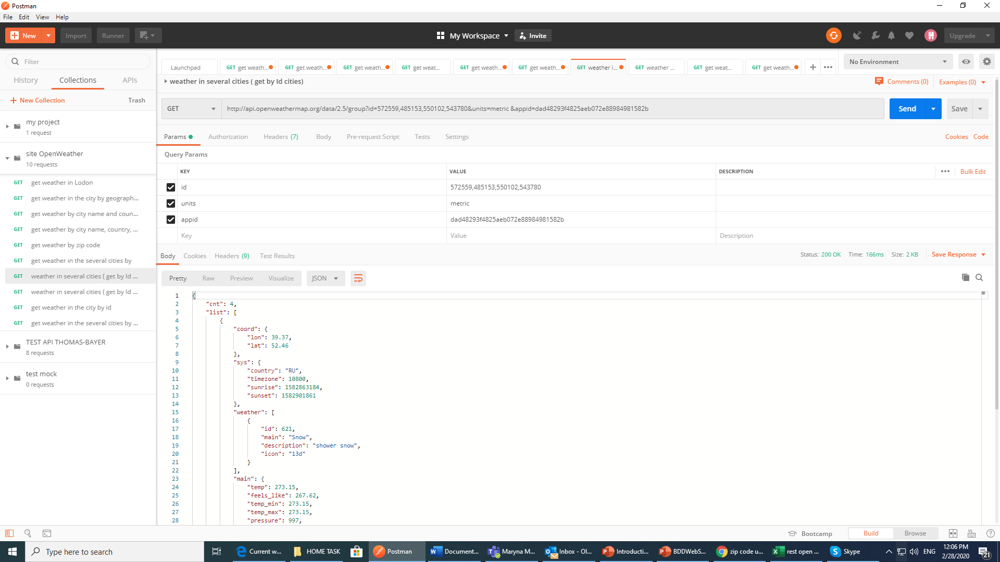 Postman
File Edit View Help
New Import Runner My Workspace Invite Upgrade
Filter
History Collections APIs
New Collection Trash
my project
1 request
site OpenWeather
10 requests
GET get weather in Lodon
GET get weather in the city by geograph...
GET get weather by city name and coun...
GET get weather by city name, country, ...
GET get weather by zip code
GET get weather in the several cities by
GET weather in several cities ( get by Id ...
GET weather in several cities ( get by Id ...
GET get weather in the city by id
GET get weather in the several cities by ...
TEST API THOMAS-BAYER
8 requests
test mock
0 requests
Launchpad GET get weath... GET get weath... GET get weath... GET get weat... GET get weath... GET get weath... GET weather i... GET weather ... GET get weat... GET get weath... No Environment
weather in several cities ( get by Id cities) Comments (0) Examples (0)
GET http://api.openweathermap.org/data/2.5/group?id=572559,485153,550102,543780&units=metric &appid=dad48293f4825aeb072e88984981582b Send Save
Params Authorization Headers (7) Body Pre-request Script Tests Settings Cookies Code
Query Params
KEY VALUE DESCRIPTION Bulk Edit
id 572559,485153,550102,543780
units metric
appid dad48293f4825aeb072e88984981582b
Key Value Description
Body Cookies Headers (9) Test Results Status: 200 OK Time: 166ms Size: 2 KB Save Response
Pretty Raw Preview Visualize JSON
1 {
2 "cnt": 4,
3 "list": [
4 {
5 "coord": {
6 "lon": 39.37,
7 "lat": 52.46
8 },
9 "sys": {
10 "country": "RU",
11 "timezone": 10800,
12 "sunrise": 1582863184,
13 "sunset": 1582901861
14 },
15 "weather": [
16 {
17 "id": 621,
18 "main": "Snow",
19 "description": "shower snow",
20 "icon": "13d"
21 }
22 ],
23 "main": {
24 "temp": 273.15,
25 "feels_like": 267.62,
26 "temp_min": 273.15,
27 "temp_max": 273.15,
28 "pressure": 997,
Bootcamp Build Browse
Type here to search Current w... HOME TASK Postman Document... Maryna M... Inbox - Ol... Introducti... BDDWebS... zip code u... rest open ... Skype ENG 12:06 PM
2/28/2020 21